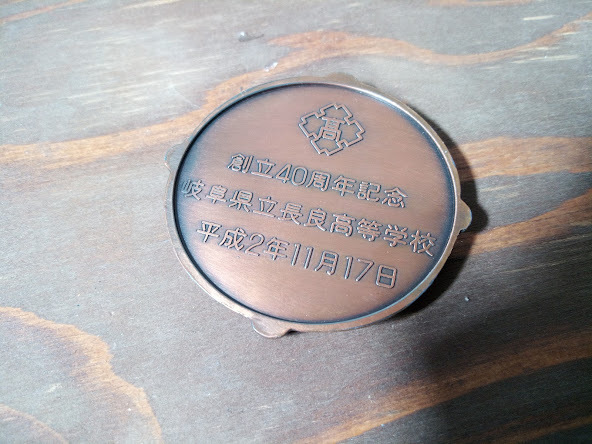 高
創立40周年記念
岐阜県立長良高等学校
平成2年11月17日